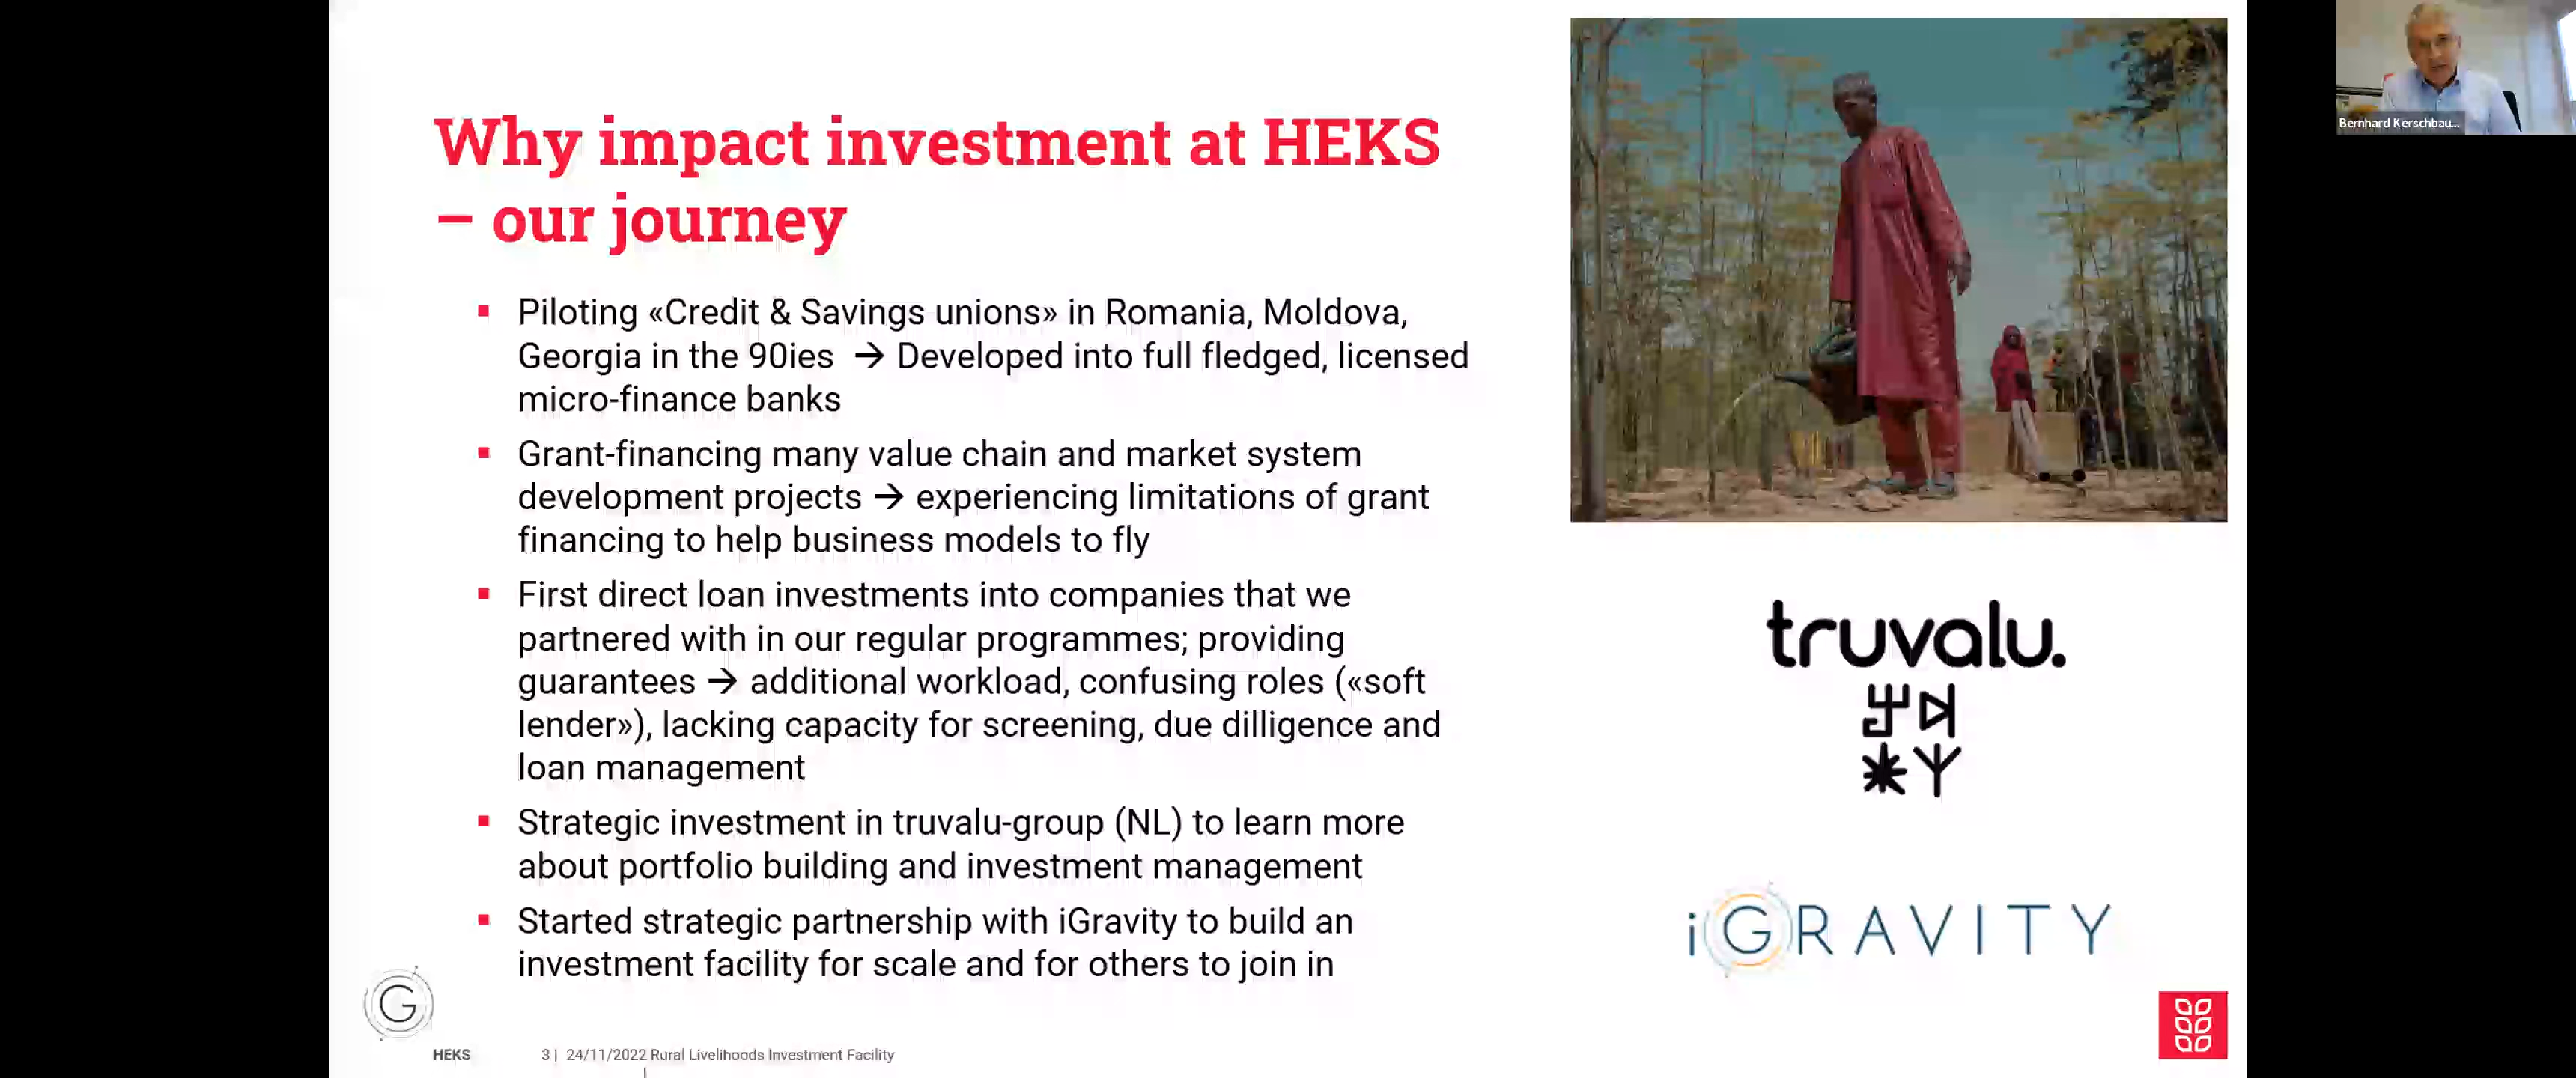 Why impact investment at HEKS
– our journey
▪ Piloting «Credit & Savings unions» in Romania, Moldova,
Georgia in the 90ies → Developed into full fledged, licensed
micro-finance banks
▪ Grant-financing many value chain and market system
development projects → experiencing limitations of grant
financing to help business models to fly
▪ First direct loan investments into companies that we
partnered with in our regular programmes; providing
guarantees → additional workload, confusing roles («soft
lender»), lacking capacity for screening, due dilligence and
loan management
▪ Strategic investment in truvalu-group (NL) to learn more
about portfolio building and investment management
▪ Started strategic partnership with iGravity to build an
investment facility for scale and for others to join in
G
HEKS 3 | 24/11/2022 Rural Livelihoods Investment Facility
truvalu.
iGRAVITY
Bernhard Kerschbau...